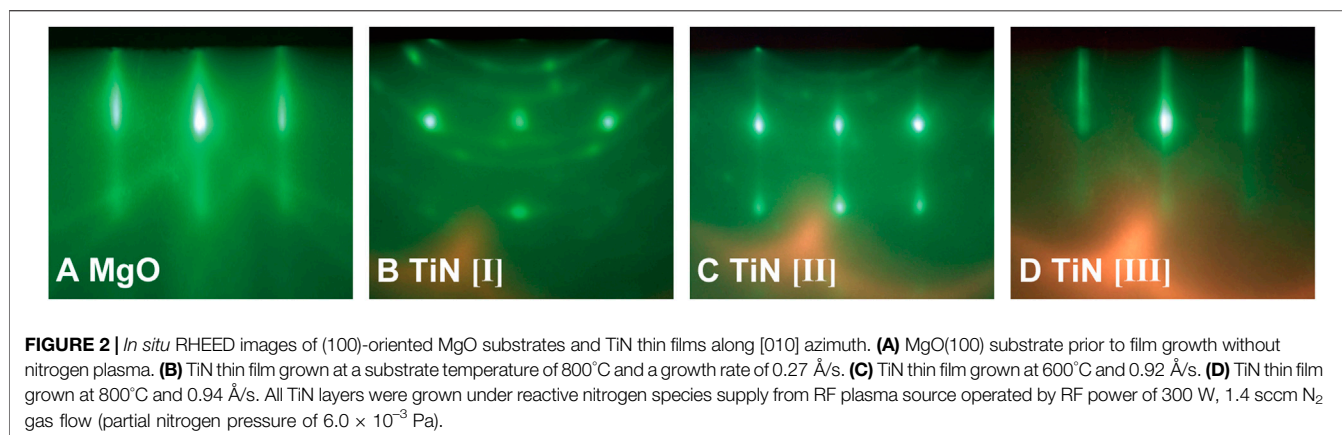 A MgO
B TiN [I]
C TiN [II]
D TiN [III]
FIGURE 2 | In situ RHEED images of (100)-oriented MgO substrates and TiN thin films along [010] azimuth. (A) MgO(100) substrate prior to film growth without
nitrogen plasma. (B) TiN thin film grown at a substrate temperature of 800°C and a growth rate of 0.27 Å/s. (C) TiN thin film grown at 600°C and 0.92 Å/s. (D) TiN thin film
grown at 800°C and 0.94 Å/s. All TiN layers were grown under reactive nitrogen species supply from RF plasma source operated by RF power of 300 W, 1.4 sccm N₂
gas flow (partial nitrogen pressure of 6.0 × 10⁻³ Pa).